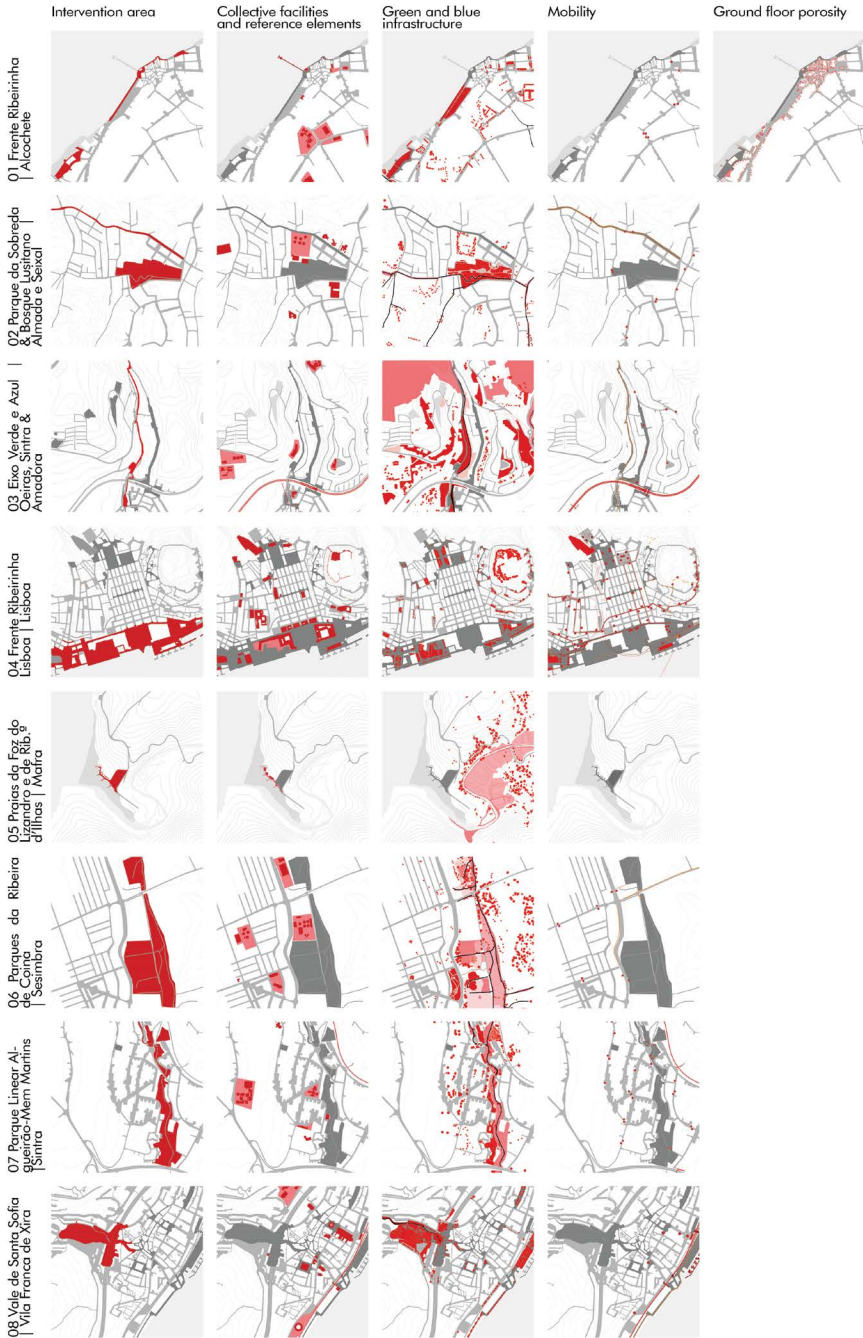 Intervention area
Collective facilities
and reference elements
Green and blue
infrastructure
Mobility
Ground floor porosity
01 Frente Ribeirinha
| Alcochete
02 Parque da Sobreda
& Bosque Lusitano |
Almada e Seixal
03 Eixo Verde e Azul |
Oeiras, Sintra &
Amadora
04 Frente Ribeirinha
Lisboa | Lisboa
05 Praias da Foz do
Lizandro e de Rib.ª
d'Ilhas | Mafra
06 Parques da Ribeira
de Coina
| Sesimbra
07 Parque Linear Al-
gueirão-Mem Martins
| Sintra
08 Vale de Santa Sofia
| Vila Franca de Xira